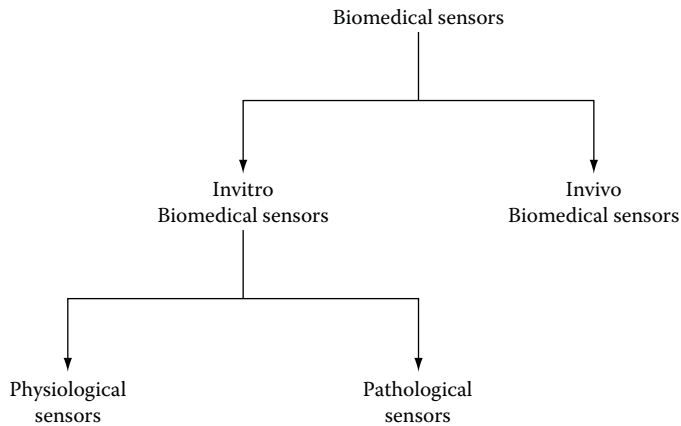 Biomedical sensors
Invitro
Biomedical sensors
Invivo
Biomedical sensors
Physiological
sensors
Pathological
sensors